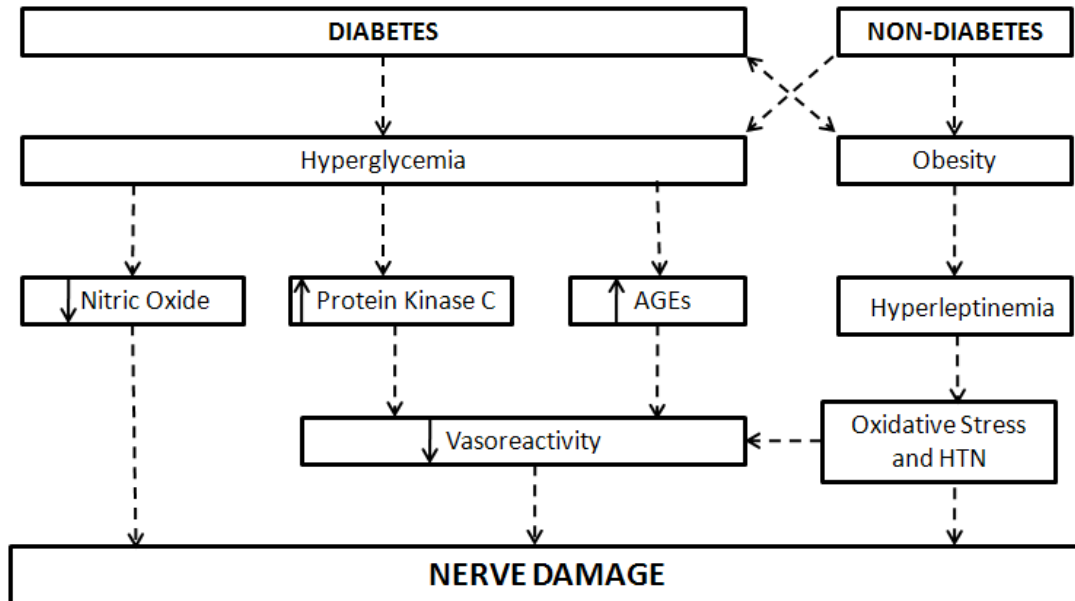 DIABETES
NON-DIABETES
Hyperglycemia
Obesity
Nitric Oxide
Protein Kinase C
AGEs
Hyperleptinemia
Vasoreactivity
Oxidative Stress
and HTN
NERVE DAMAGE